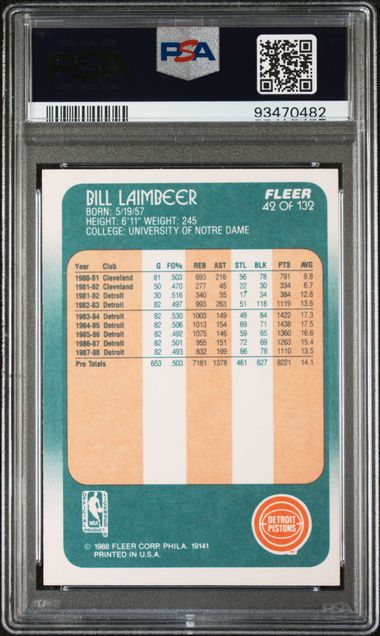 PSA
PSA
93470482
BILL LAIMBEER
FLEER
BORN: 5/19/57
42 OF 132
HEIGHT: 6'11" WEIGHT: 245
COLLEGE: UNIVERSITY OF NOTRE DAME
Year Club G FG% REB AST STL BLK PTS AVG
1980-81 Cleveland 81 .503 693 216 56 78 791 9.8
1981-82 Cleveland 50 .470 277 45 22 30 334 6.7
1981-82 Detroit 30 .516 340 55 17 34 384 12.8
1982-83 Detroit 82 .497 993 263 51 118 1119 13.6
1983-84 Detroit 82 .530 1003 149 49 84 1422 17.3
1984-85 Detroit 82 .506 1013 154 69 71 1438 17.5
1985-86 Detroit 82 .492 1075 146 59 65 1360 16.6
1986-87 Detroit 82 .501 955 151 72 69 1263 15.4
1987-88 Detroit 82 .493 832 199 66 78 1110 13.5
Pro Totals 653 .503 7181 1378 461 627 9221 14.1
OFFICIAL
LICENSED
NBA
PRODUCT
DETROIT
PISTONS
© 1988 FLEER CORP. PHILA. 19141
PRINTED IN U.S.A.
PSA